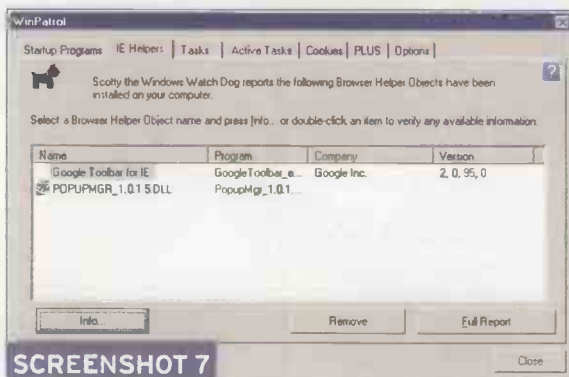 WinPatrol
Startup Programs IE Helpers Tasks Active Tasks Cookies PLUS Options
?
Scotty the Windows Watch Dog reports the following Browser Helper Objects have been
installed on your computer.
Select a Browser Helper Object name and press Info... or double-click an item to verify any available information.
Name Program Company Version
Google Toolbar for IE GoogleToolbar_e... Google Inc. 2, 0, 95, 0
POPUPMGR_1.0.1 5.DLL PopupMgr_1.0.1....
Info... Remove Full Report
Close
SCREENSHOT 7